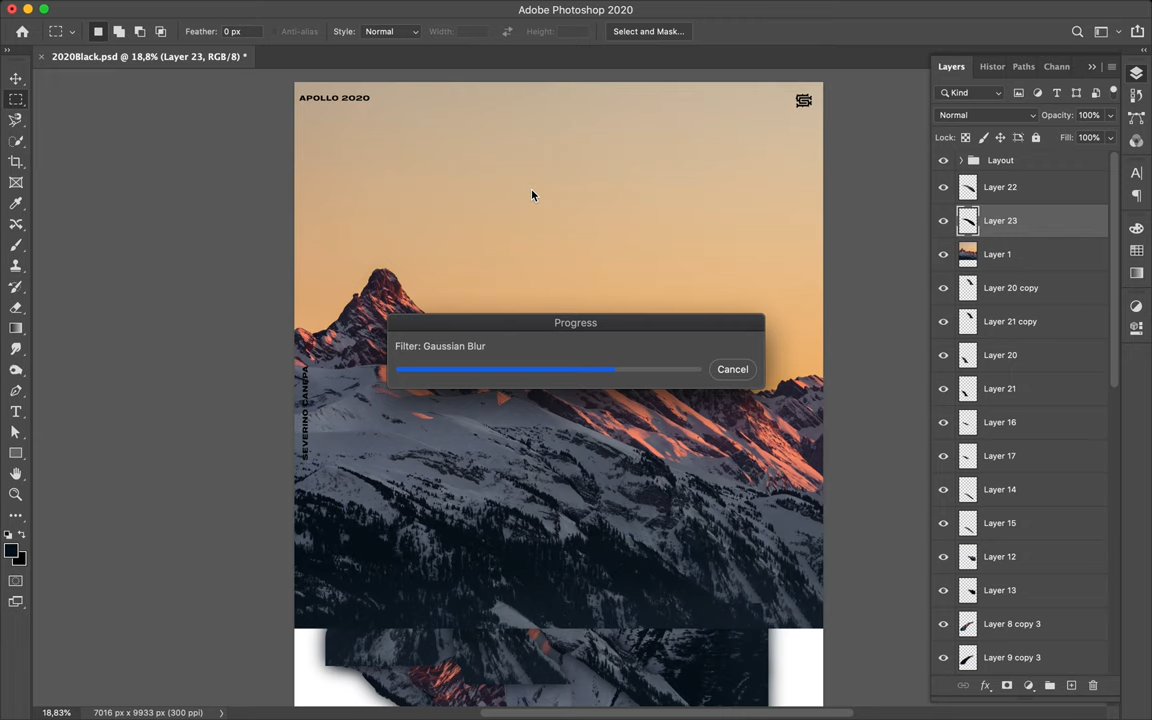 Adobe Photoshop 2020
Feather: 0 px Anti-alias Style: Normal Width: Height: Select and Mask...
2020Black.psd @ 18,8% (Layer 23, RGB/8) *
Layers Histor Paths Chann
Kind
Normal Opacity: 100%
Lock: Fill: 100%
Layout
Layer 22
Layer 23
Layer 1
Layer 20 copy
Layer 21 copy
Layer 20
Layer 21
Layer 16
Layer 17
Layer 14
Layer 15
Layer 12
Layer 13
Layer 8 copy 3
Layer 9 copy 3
APOLLO 2020
SEVERINO CANEPA
Progress
Filter: Gaussian Blur
Cancel
18,83% 7016 px x 9933 px (300 ppi)